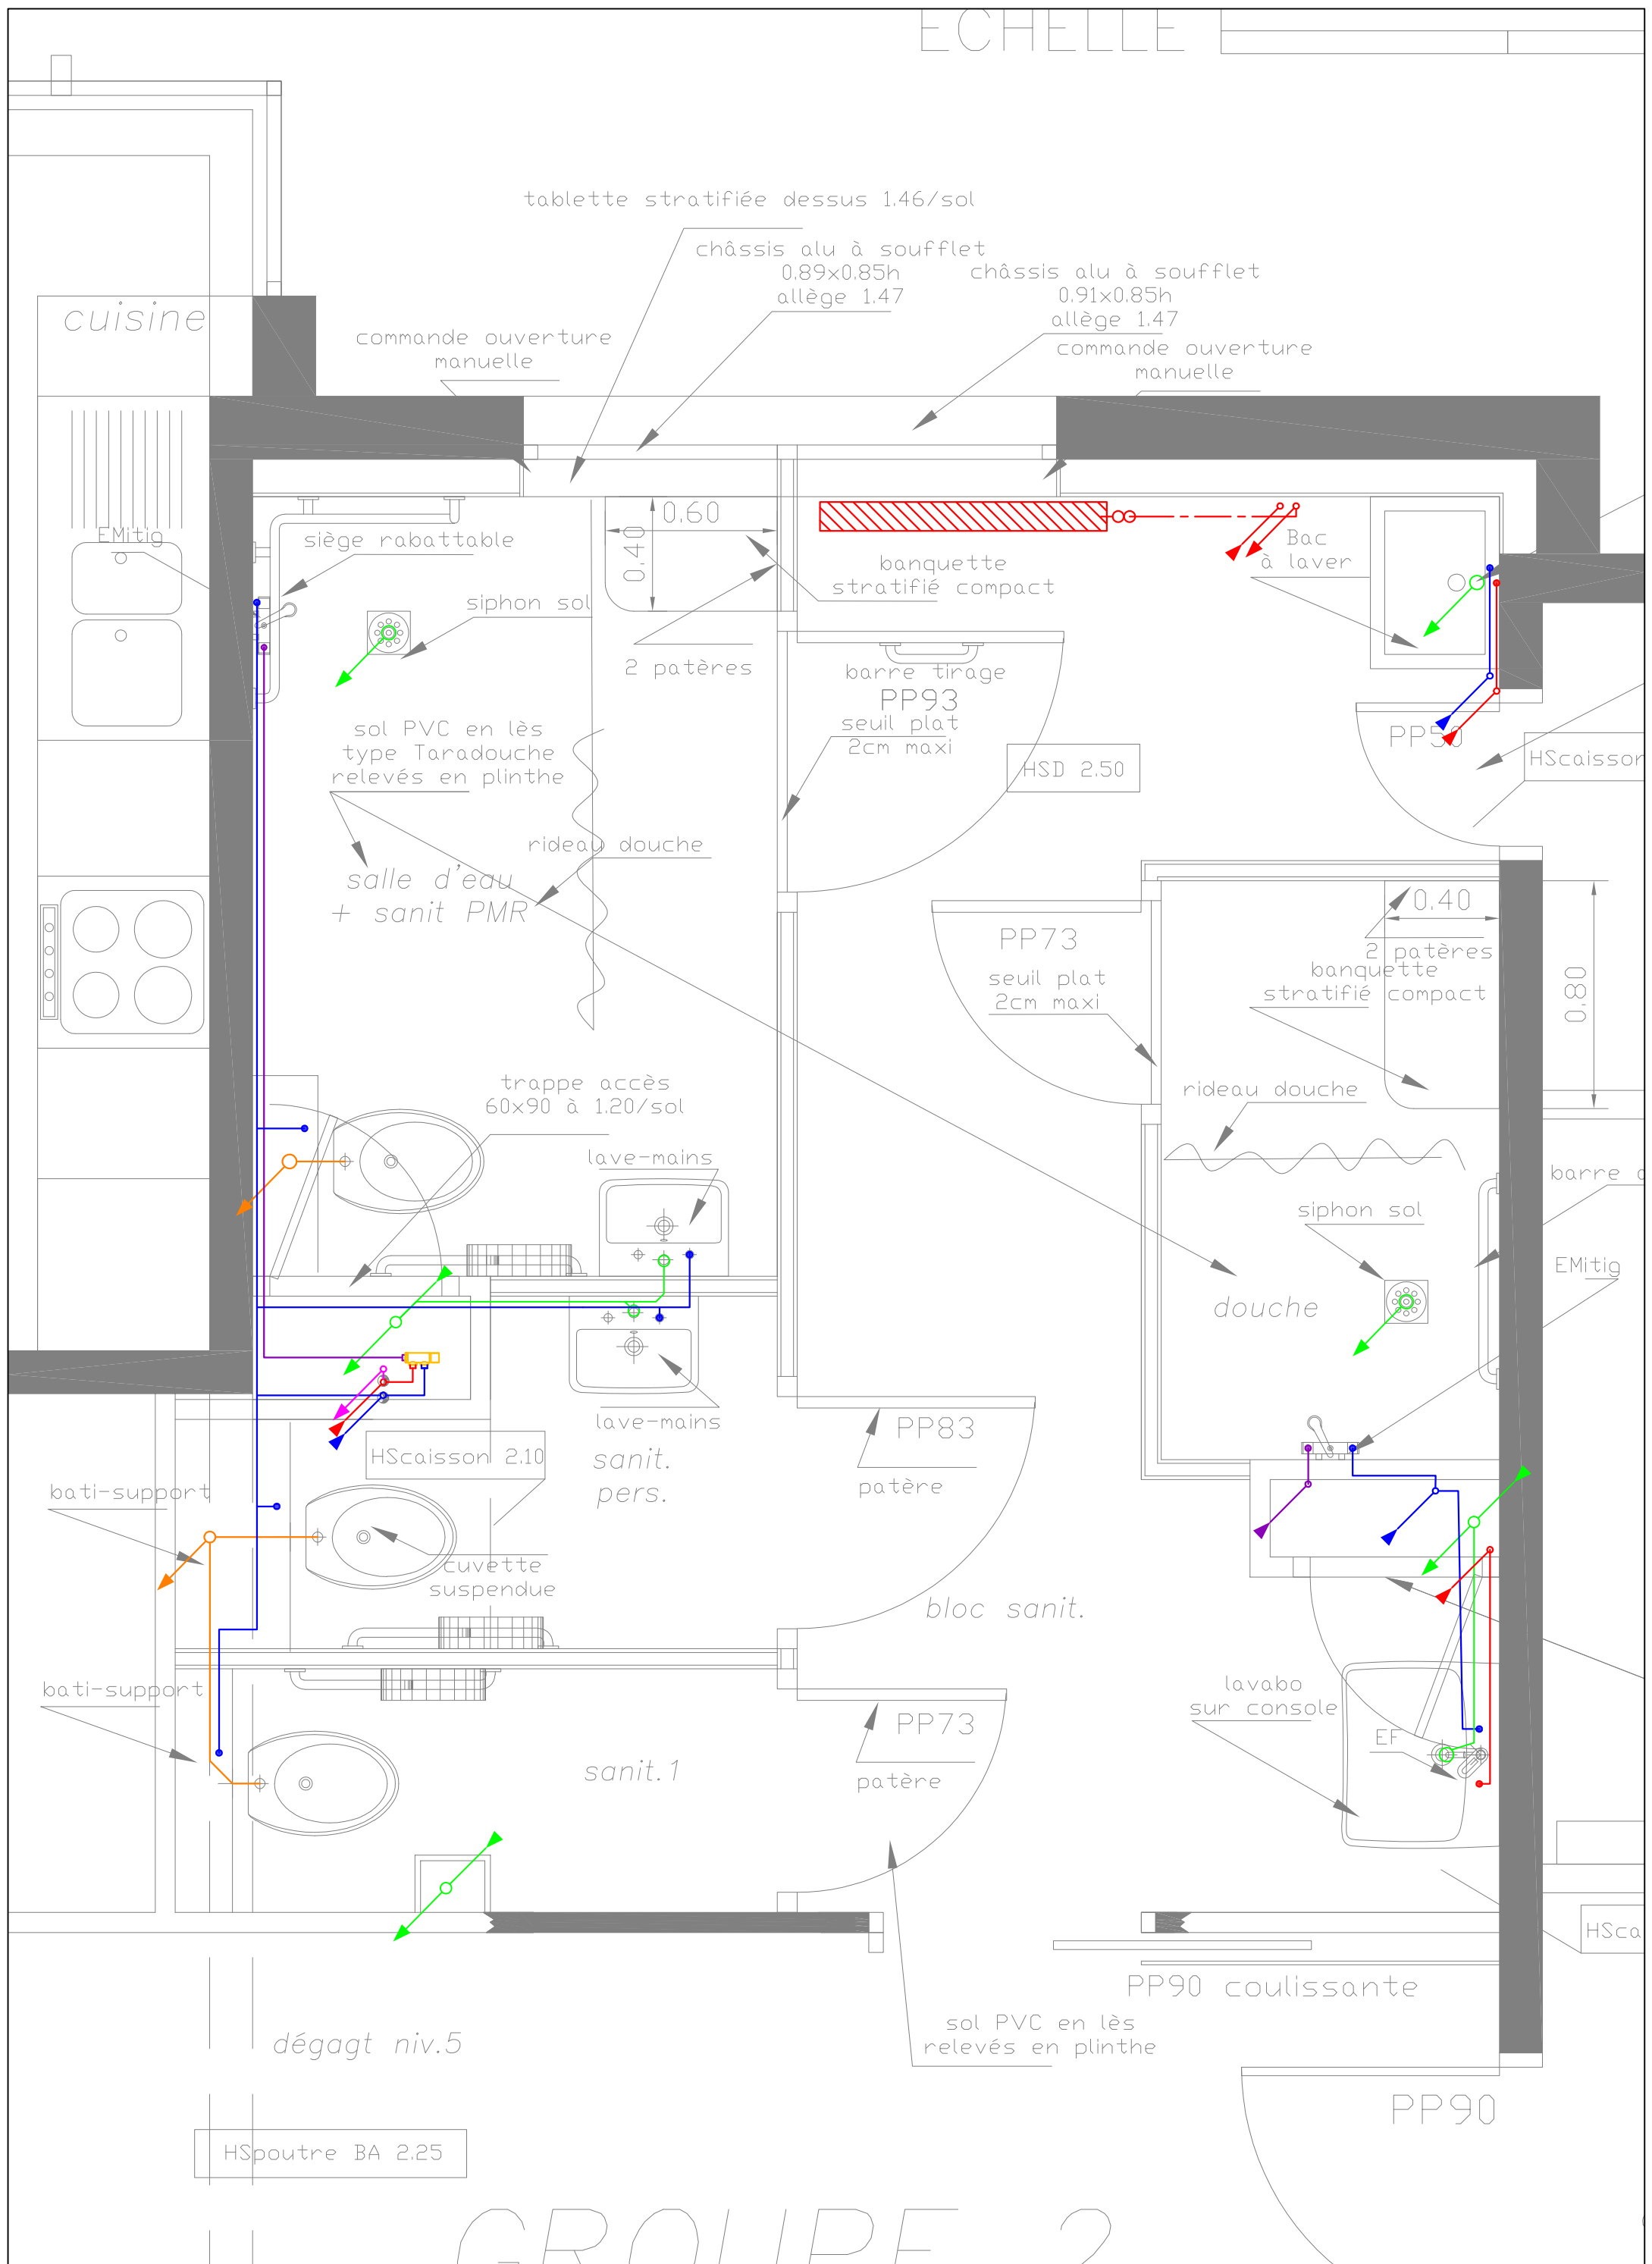 ECHELLE
tablette stratifiée dessus 1.46/sol
châssis alu à soufflet
0.89x0.85h
allège 1.47
châssis alu à soufflet
0.91x0.85h
allège 1.47
cuisine
commande ouverture
manuelle
commande ouverture
manuelle
EMitig
siège rabattable
0.60
0.40
banquette
stratifié compact
Bac
à laver
siphon sol
2 patères
barre tirage
PP93
seuil plat
2cm maxi
sol PVC en lès
type Taradouche
relevés en plinthe
PP50
HSD 2.50
HScaisson
rideau douche
salle d'eau
+ sanit PMR
PP73
seuil plat
2cm maxi
0.40
2 patères
banquette
stratifié compact
0.80
trappe accès
60x90 à 1.20/sol
rideau douche
lave-mains
barre
siphon sol
EMitig
douche
lave-mains
PP83
patère
HScaisson 2.10
sanit.
pers.
bati-support
cuvette
suspendue
bloc sanit.
bati-support
lavabo
sur console
EF
PP73
patère
sanit.1
HSca
PP90 coulissante
sol PVC en lès
relevés en plinthe
dégagt niv.5
PP90
HSpoutre BA 2.25
GROUPE 2